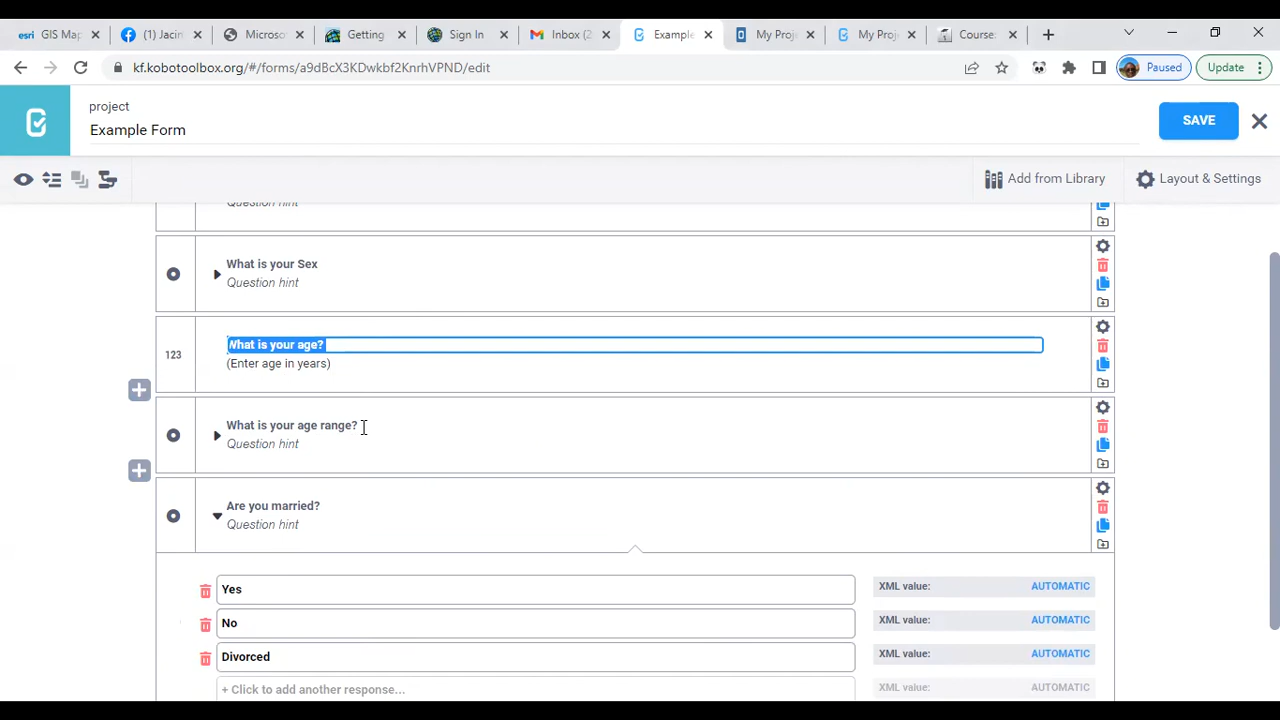 esri GIS Map
(1) Jacin
Microso
Getting
Sign In
Inbox (2
Example
My Proj
My Proj
Course:
kf.kobotoolbox.org/#/forms/a9dBcX3KDwkbf2KnrhVPND/edit
Paused
Update
project
Example Form
SAVE
Add from Library
Layout & Settings
Question hint
What is your Sex
Question hint
123
What is your age?
(Enter age in years)
What is your age range?
Question hint
Are you married?
Question hint
Yes
XML value: AUTOMATIC
No
XML value: AUTOMATIC
Divorced
XML value: AUTOMATIC
+ Click to add another response...
XML value: AUTOMATIC